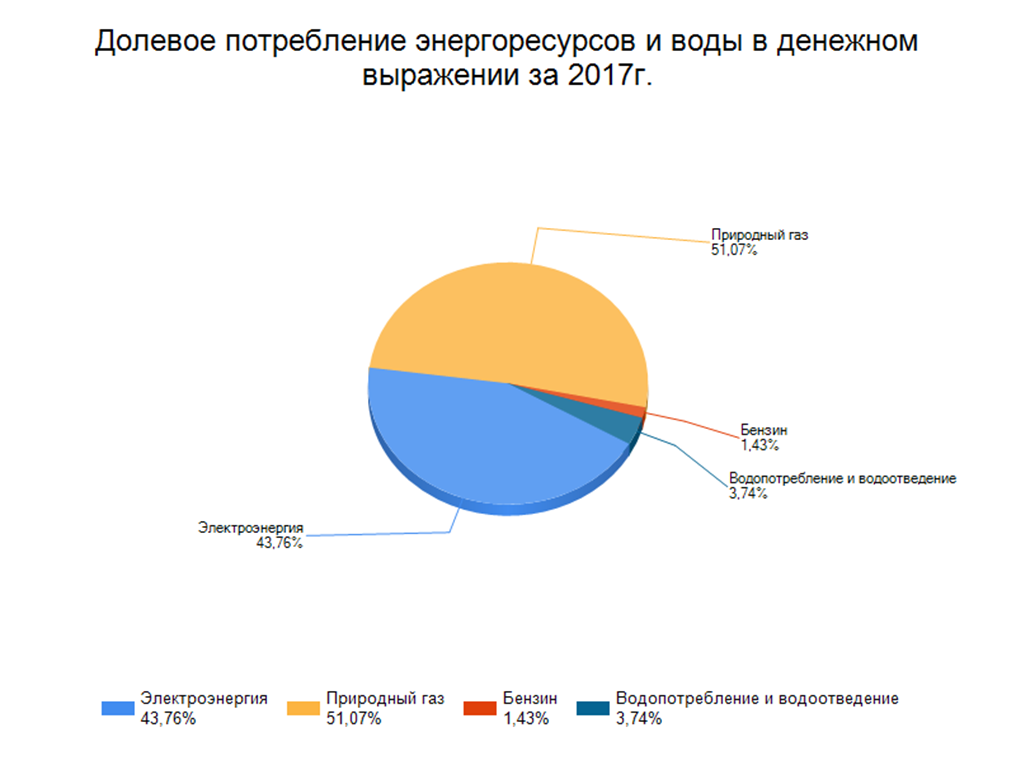 Долевое потребление энергоресурсов и воды в денежном
выражении за 2017г.
Природный газ
51,07%
Бензин
1,43%
Водопотребление и водоотведение
3,74%
Электроэнергия
43,76%
Электроэнергия
43,76%
Природный газ
51,07%
Бензин
1,43%
Водопотребление и водоотведение
3,74%